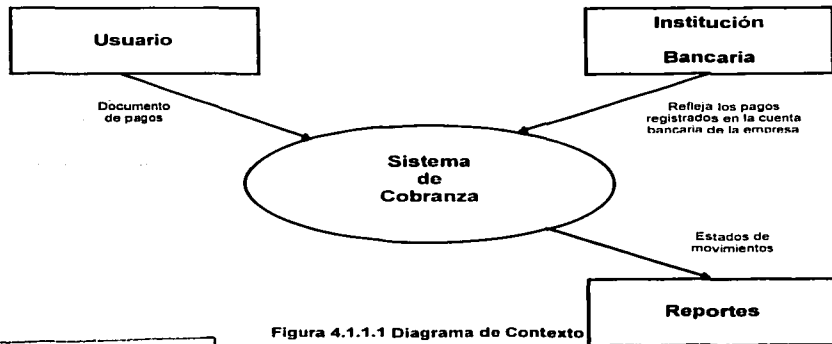 Usuario
Institución
Bancaria
Documento
de pagos
Refleja los pagos
registrados en la cuenta
bancaria de la empresa
Sistema
de
Cobranza
Estados de
movimientos
Reportes
Figura 4.1.1.1 Diagrama de Contexto